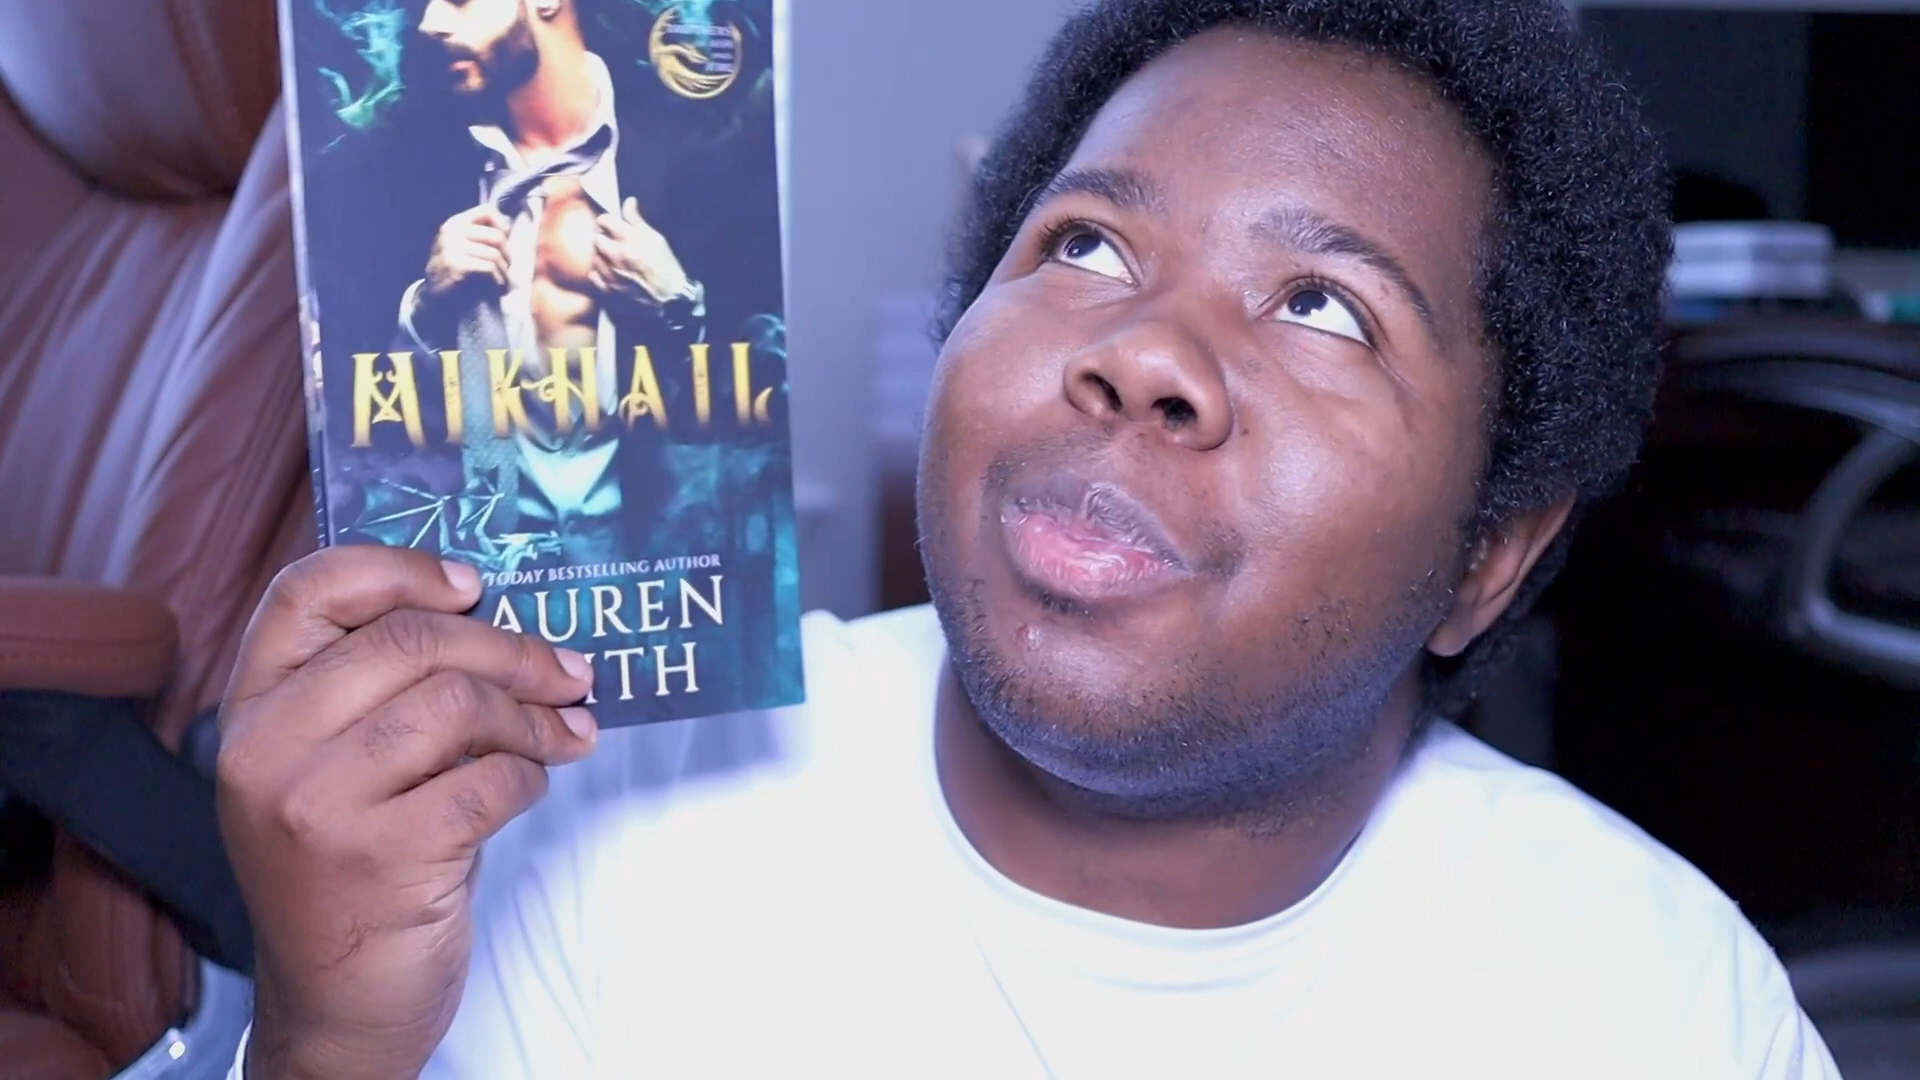 MIKHAIL
TODAY BESTSELLING AUTHOR
AUREN
ITH